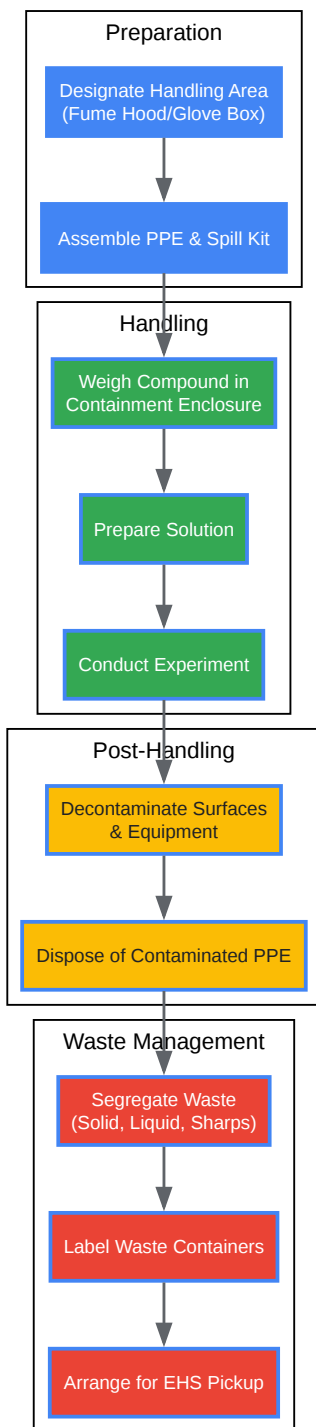 Preparation
Designate Handling Area
(Fume Hood/Glove Box)
Assemble PPE & Spill Kit
Handling
Weigh Compound in
Containment Enclosure
Prepare Solution
Conduct Experiment
Post-Handling
Decontaminate Surfaces
& Equipment
Dispose of Contaminated PPE
Waste Management
Segregate Waste
(Solid, Liquid, Sharps)
Label Waste Containers
Arrange for EHS Pickup